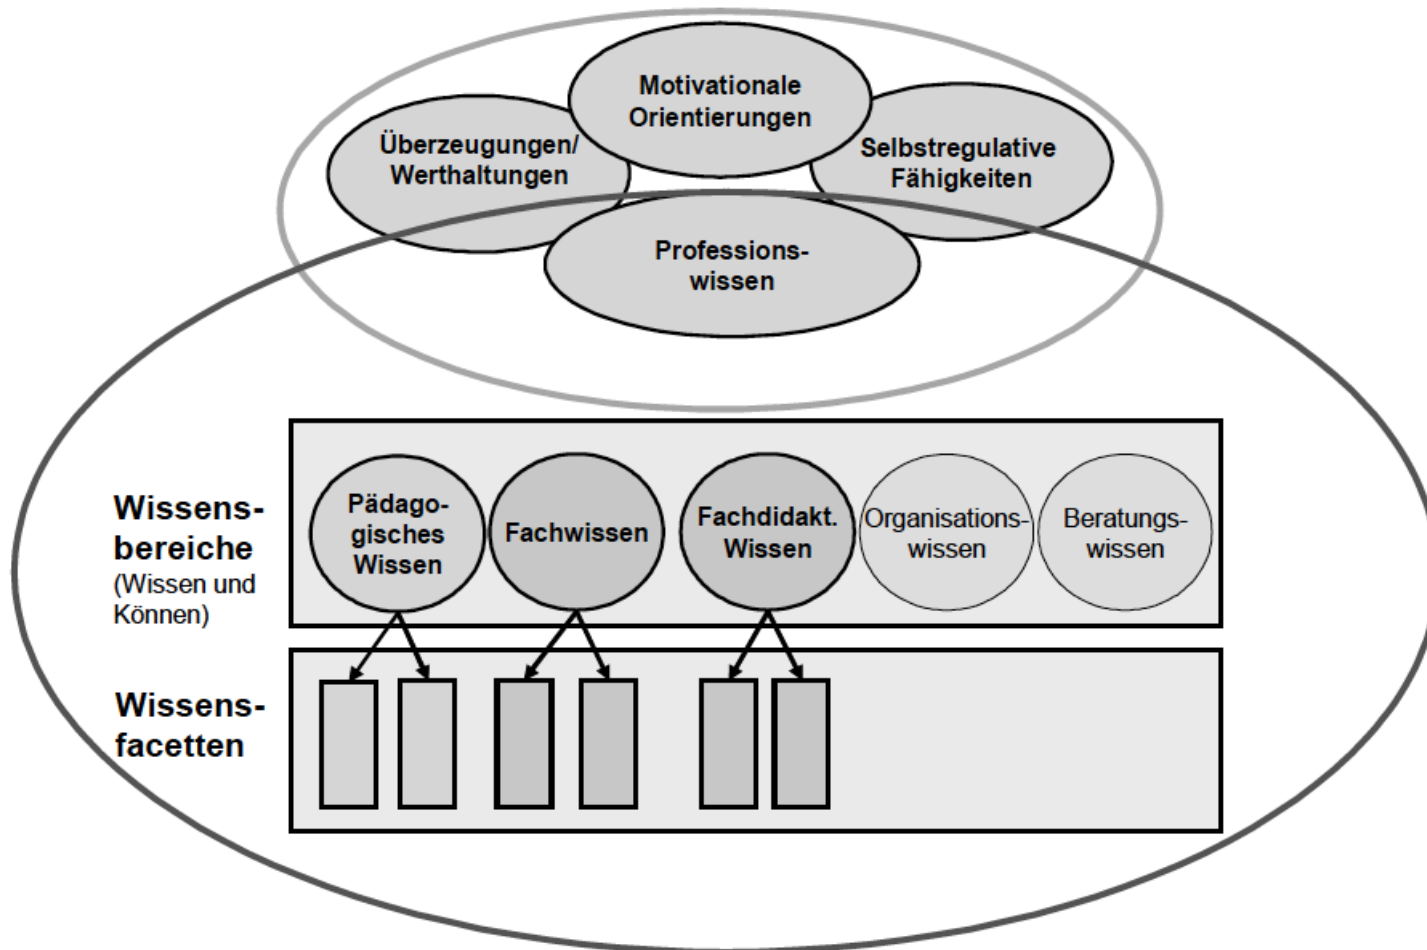 Motivationale
Orientierungen
Überzeugungen/
Werthaltungen
Selbstregulative
Fähigkeiten
Professions-
wissen
Wissens-
bereiche
(Wissen und
Können)
Pädago-
gisches
Wissen
Fachwissen
Fachdidakt.
Wissen
Organisations-
wissen
Beratungs-
wissen
Wissens-
facetten